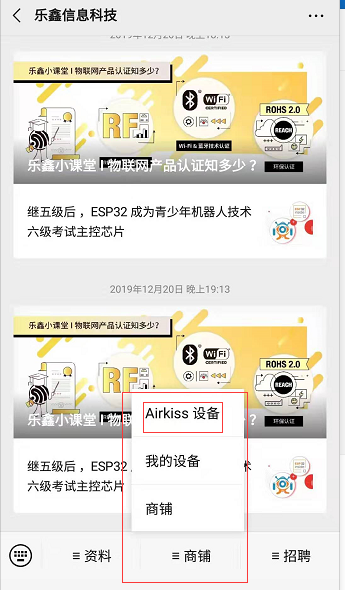 乐鑫信息科技
2019年12月20日 晚上18:13
乐鑫小课堂 I 物联网产品认证知多少?
RF
Wi Fi
CERTIFIED
ROHS 2.0
REACH
Wi-Fi & 蓝牙技术认证
环保认证
乐鑫小课堂 I 物联网产品认证知多少 ?
继五级后 ,ESP32 成为青少年机器人技术
六级考试主控芯片
2019年12月20日 晚上19:13
乐鑫小课堂 I 物联网产品认证知多少?
RF
Wi Fi
CERTIFIED
ROHS 2.0
REACH
环保认证
乐鑫小课堂 I 物联
?
继五级后 ,ESP32
术
六级考试主控芯片
Airkiss 设备
我的设备
商铺
≡ 资料
≡ 商铺
≡ 招聘